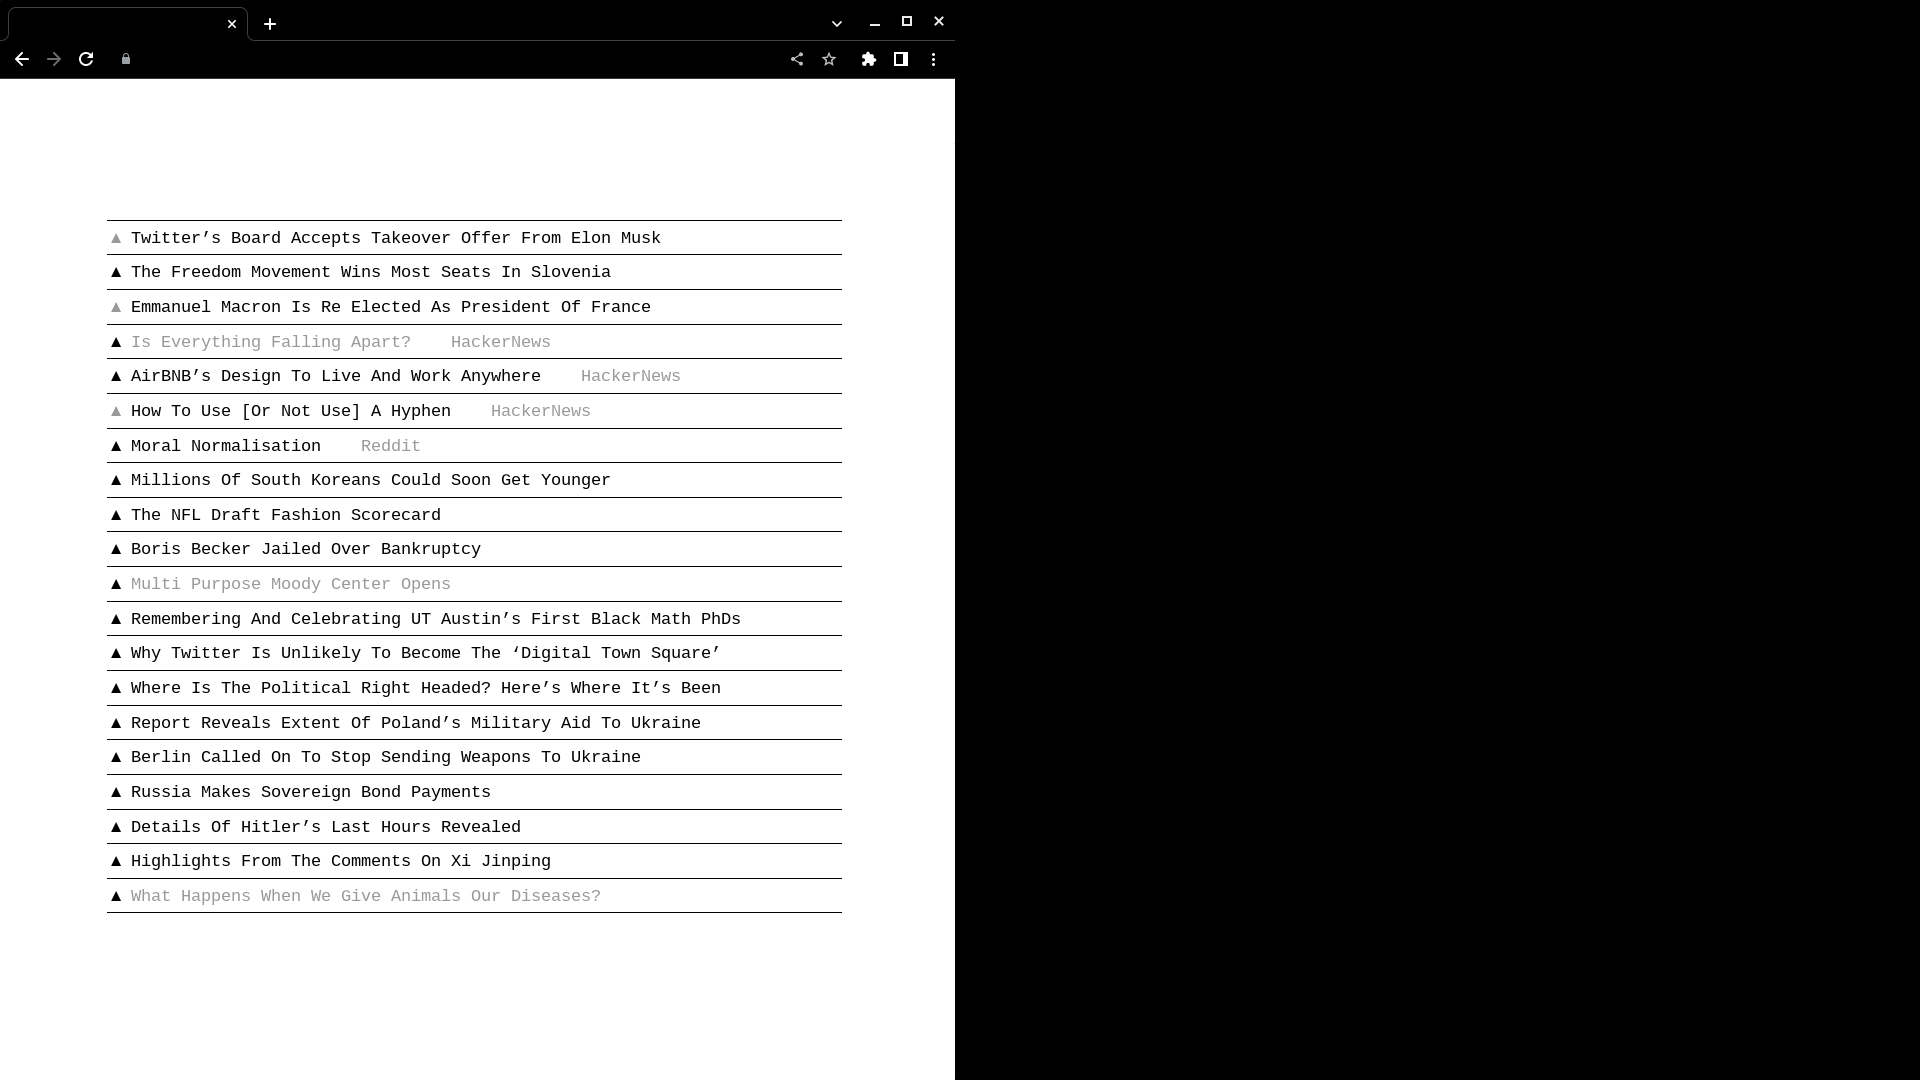 ▲ Twitter’s Board Accepts Takeover Offer From Elon Musk
▲ The Freedom Movement Wins Most Seats In Slovenia
▲ Emmanuel Macron Is Re Elected As President Of France
▲ Is Everything Falling Apart? HackerNews
▲ AirBNB’s Design To Live And Work Anywhere HackerNews
▲ How To Use [Or Not Use] A Hyphen HackerNews
▲ Moral Normalisation Reddit
▲ Millions Of South Koreans Could Soon Get Younger
▲ The NFL Draft Fashion Scorecard
▲ Boris Becker Jailed Over Bankruptcy
▲ Multi Purpose Moody Center Opens
▲ Remembering And Celebrating UT Austin’s First Black Math PhDs
▲ Why Twitter Is Unlikely To Become The ‘Digital Town Square’
▲ Where Is The Political Right Headed? Here’s Where It’s Been
▲ Report Reveals Extent Of Poland’s Military Aid To Ukraine
▲ Berlin Called On To Stop Sending Weapons To Ukraine
▲ Russia Makes Sovereign Bond Payments
▲ Details Of Hitler’s Last Hours Revealed
▲ Highlights From The Comments On Xi Jinping
▲ What Happens When We Give Animals Our Diseases?